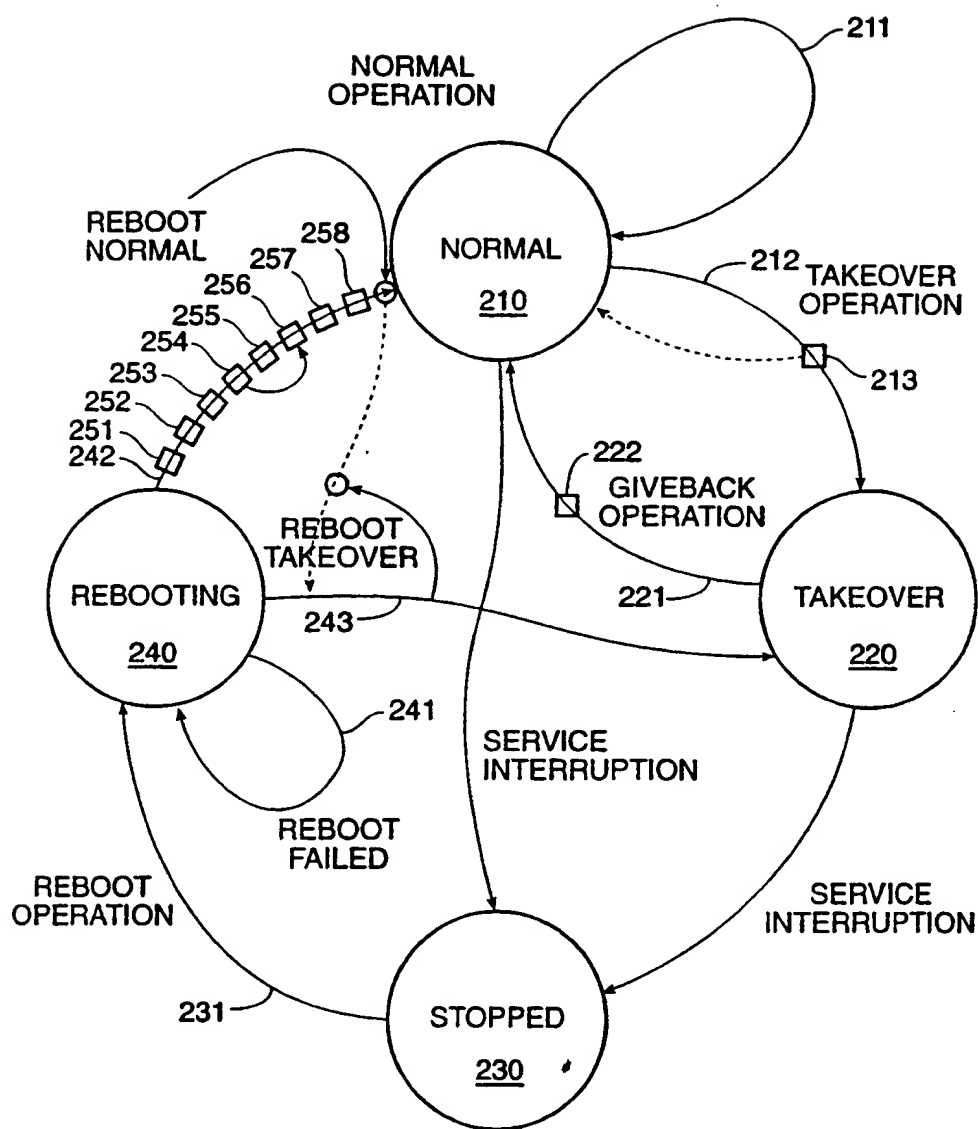 211
NORMAL
OPERATION
REBOOT
NORMAL
258
257
256
255
254
253
252
251
242
NORMAL
210
212
TAKEOVER
OPERATION
213
222
GIVEBACK
OPERATION
221
REBOOT
TAKEOVER
243
REBOOTING
240
TAKEOVER
220
241
REBOOT
FAILED
SERVICE
INTERRUPTION
REBOOT
OPERATION
231
SERVICE
INTERRUPTION
STOPPED
230